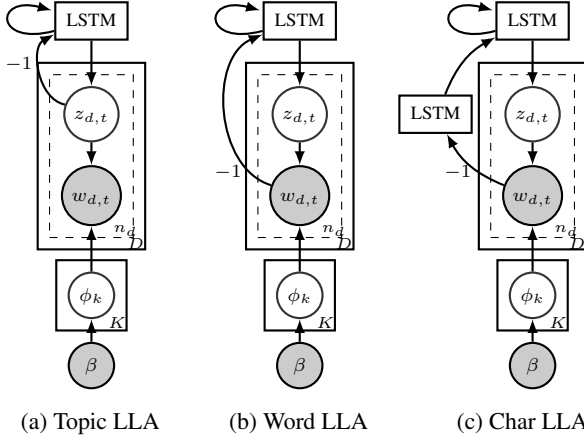 LSTM LSTM LSTM
−1
z_{d,t} z_{d,t} z_{d,t}
LSTM
−1 −1
w_{d,t} w_{d,t} w_{d,t}
n_d n_d n_d
D D D
ϕ_k ϕ_k ϕ_k
K K K
β β β
(a) Topic LLA (b) Word LLA (c) Char LLA